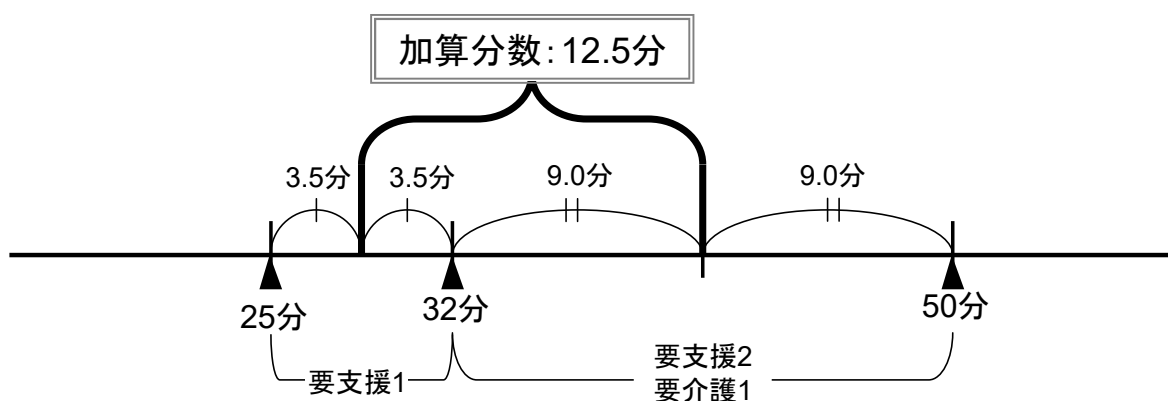 加算分数：12.5分
3.5分
3.5分
9.0分
9.0分
25分
32分
50分
要支援1
要支援2
要介護1